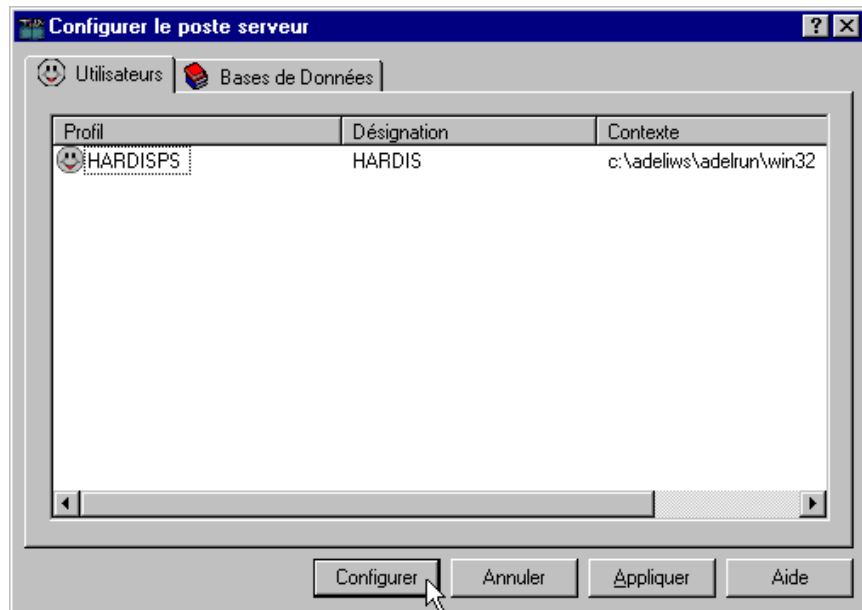 Configurer le poste serveur
Utilisateurs Bases de Données
Profil Désignation Contexte
HARDISPS HARDIS c:\adeliws\adelrun\win32
Configurer Annuler Appliquer Aide